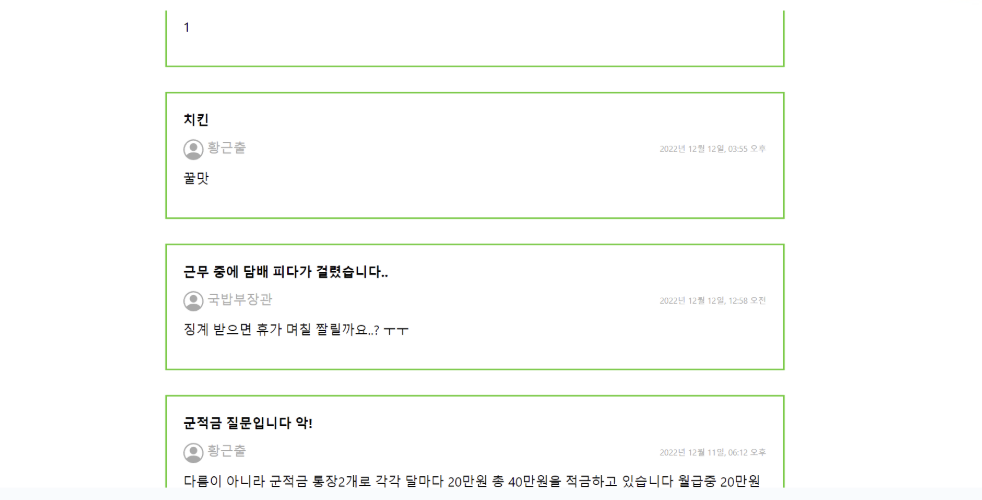 1
치킨
황근출
2022년 12월 12일, 03:55 오후
꿀맛
근무 중에 담배 피다가 걸렸습니다..
국밥부장관
2022년 12월 12일, 12:58 오전
징계 받으면 휴가 며칠 짤릴까요..? ㅜㅜ
군적금 질문입니다 악!
황근출
2022년 12월 11일, 06:12 오후
다름이 아니라 군적금 통장2개로 각각 달마다 20만원 총 40만원을 적금하고 있습니다 월급중 20만원